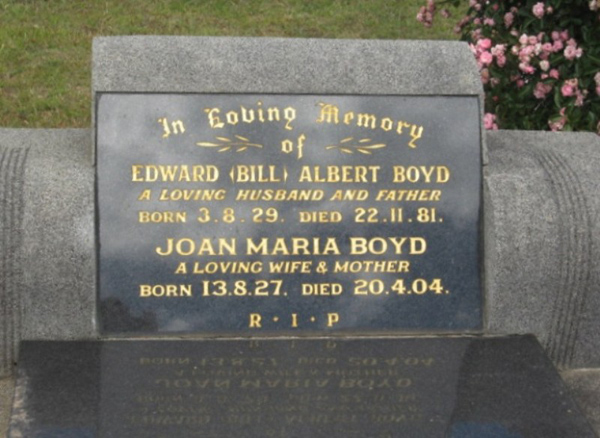 In Loving Memory
of
EDWARD (BILL) ALBERT BOYD
A LOVING HUSBAND AND FATHER
BORN 3.8.29. DIED 22.11.81.
JOAN MARIA BOYD
A LOVING WIFE & MOTHER
BORN 13.8.27. DIED 20.4.04.
R · I · P